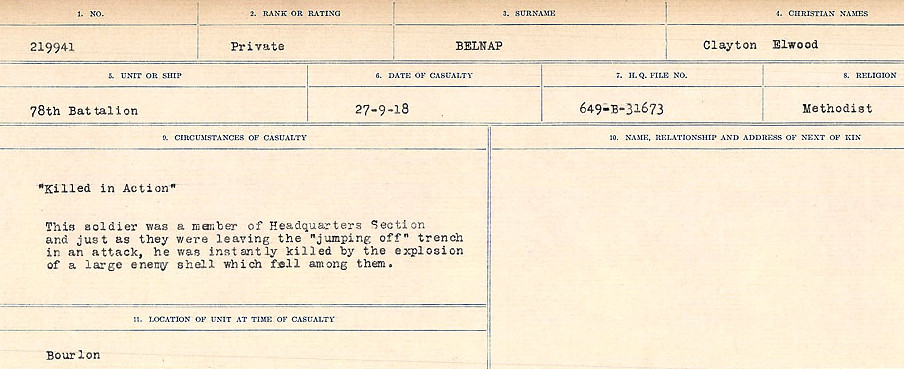 1. NO. 2. RANK OR RATING 3. SURNAME 4. CHRISTIAN NAMES
219941 Private BELNAP Clayton Elwood
5. UNIT OR SHIP 6. DATE OF CASUALTY 7. H.Q. FILE NO. 8. RELIGION
78th Battalion 27-9-18 649-B-31673 Methodist
9. CIRCUMSTANCES OF CASUALTY 10. NAME, RELATIONSHIP AND ADDRESS OF NEXT OF KIN
"Killed in Action"
This soldier was a member of Headquarters Section
and just as they were leaving the "jumping off" trench
in an attack, he was instantly killed by the explosion
of a large enemy shell which fell among them.
11. LOCATION OF UNIT AT TIME OF CASUALTY
Bourlon